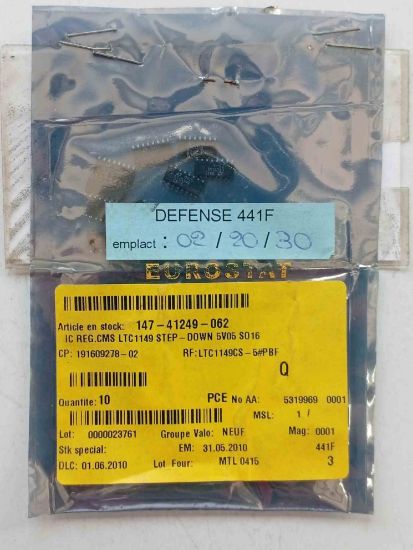 DEFENSE 441F
emplact : 02 / 20 / 30
EUROSTAT
Article en stock: 147-41249-062
IC REG.CMS LTC1149 STEP-DOWN 5V05 SO16
CP: 191609278-02 RF:LTC1149CS-5#PBF
Q
Quantite: 10 PCE No AA: 5319969 0001
MSL: 1 /
Lot: 0000023761 Groupe Valo: NEUF Mag: 0001
Stk special: EM: 31.05.2010 441F
DLC: 01.06.2010 Lot Four: MTL 0415 3